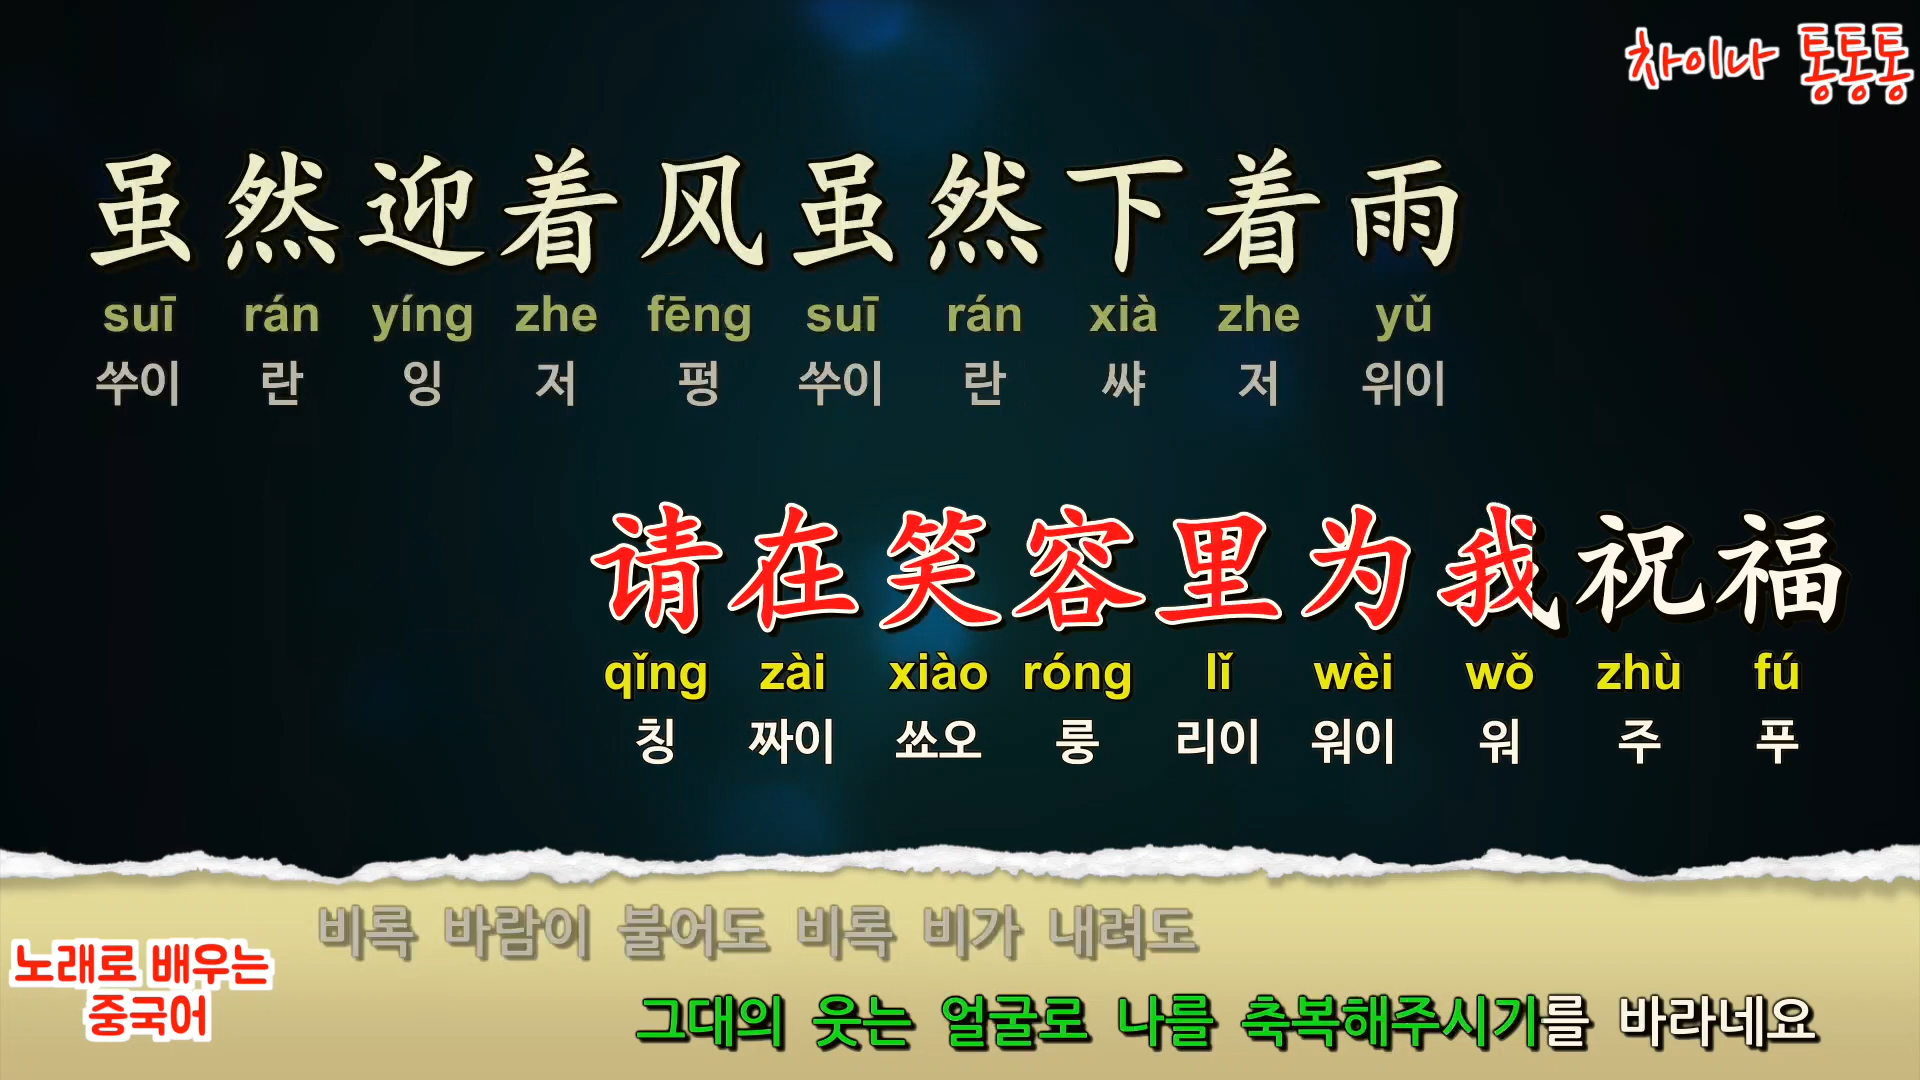 차이나 통통통
虽然迎着风虽然下着雨
suī rán yíng zhe fēng suī rán xià zhe yǔ
쑤이 란 잉 저 펑 쑤이 란 쌰 저 위이
请在笑容里为我祝福
qǐng zài xiào róng lǐ wèi wǒ zhù fú
칭 짜이 쑈오 룽 리이 워이 워 주 푸
비록 바람이 불어도 비록 비가 내려도
노래로 배우는
중국어
그대의 웃는 얼굴로 나를 축복해주시기를 바라네요